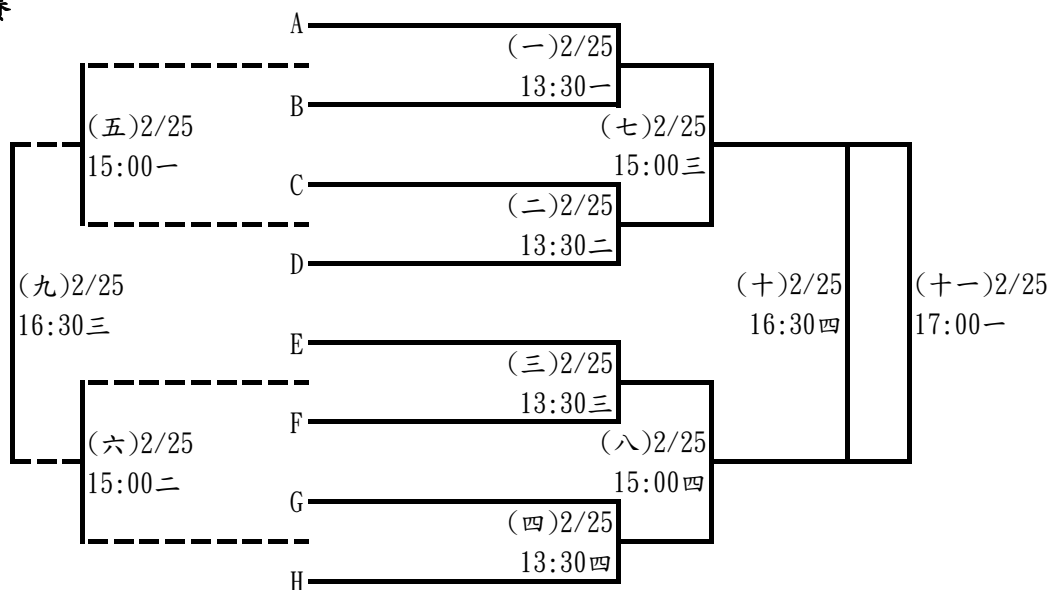 A
(一)2/25
13:30一
B
(五)2/25
15:00一
(七)2/25
15:00三
C
(二)2/25
13:30二
D
(九)2/25
16:30三
(十)2/25
16:30四
(十一)2/25
17:00一
E
(三)2/25
13:30三
F
(六)2/25
15:00二
(八)2/25
15:00四
G
(四)2/25
13:30四
H